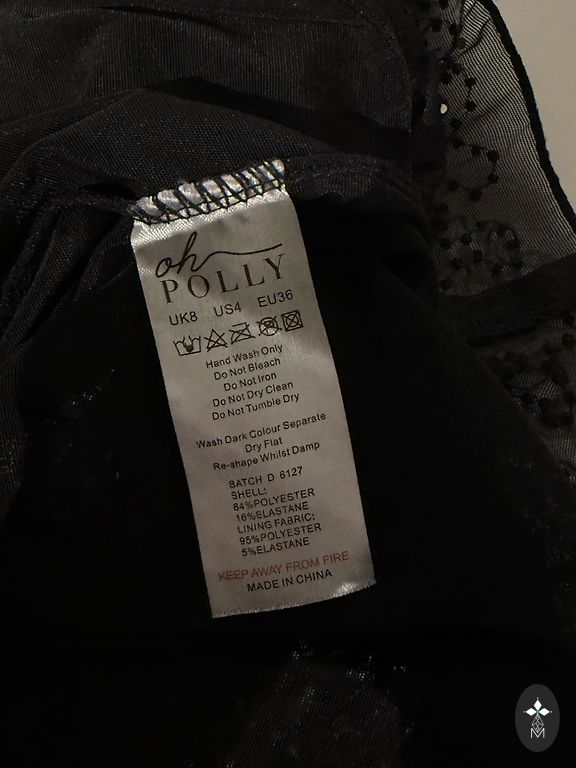 oh
POLLY
UK8 US4 EU36
Hand Wash Only
Do Not Bleach
Do Not Iron
Do Not Dry Clean
Do Not Tumble Dry
Wash Dark Colour Separate
Dry Flat
Re-shape Whilst Damp
BATCH D 6127
SHELL:
84%POLYESTER
16%ELASTANE
LINING FABRIC:
95%POLYESTER
5%ELASTANE
KEEP AWAY FROM FIRE
MADE IN CHINA
M